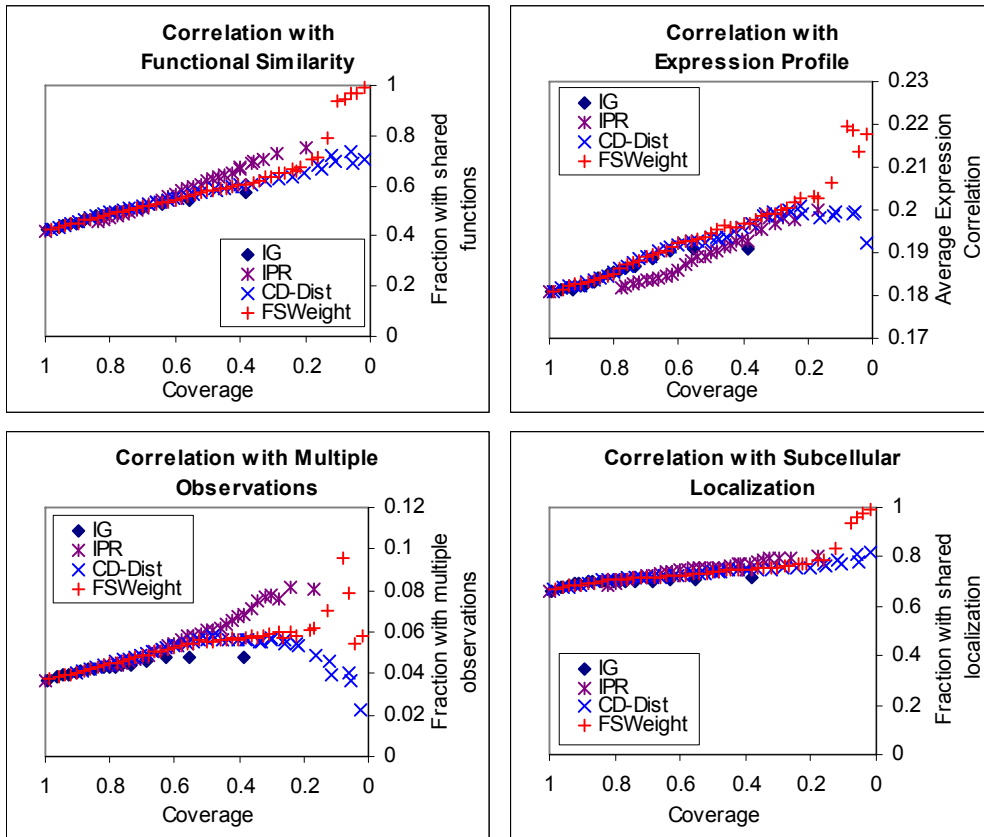 Correlation with
Functional Similarity
IG
IPR
CD-Dist
FSWeight
1
0.8
0.6
0.4
0.2
0
Fraction with shared
functions
1 0.8 0.6 0.4 0.2 0
Coverage
Correlation with
Expression Profile
IG
IPR
CD-Dist
FSWeight
0.23
0.22
0.21
0.2
0.19
0.18
0.17
Average Expression
Correlation
1 0.8 0.6 0.4 0.2 0
Coverage
Correlation with Multiple
Observations
IG
IPR
CD-Dist
FSWeight
0.12
0.1
0.08
0.06
0.04
0.02
0
Fraction with multiple
observations
1 0.8 0.6 0.4 0.2 0
Coverage
Correlation with Subcellular
Localization
IG
IPR
CD-Dist
FSWeight
1
0.8
0.6
0.4
0.2
0
Fraction with shared
localization
1 0.8 0.6 0.4 0.2 0
Coverage